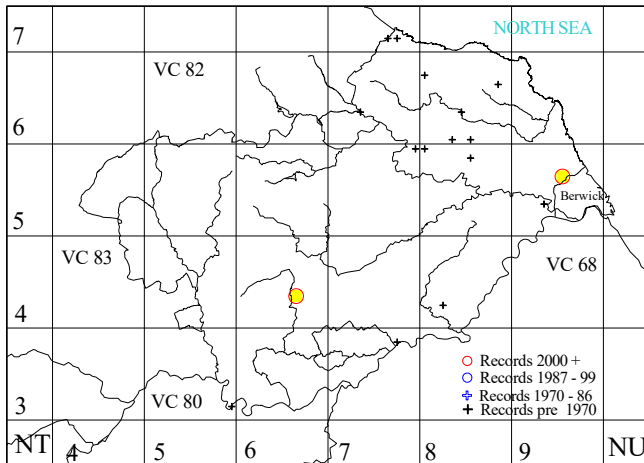 7
NORTH SEA
VC 82
6
Berwick
5
VC 83
VC 68
4
Records 2000 +
Records 1987 - 99
VC 80
Records 1970 - 86
Records pre 1970
3
NT 4 5 6 7 8 9 NU